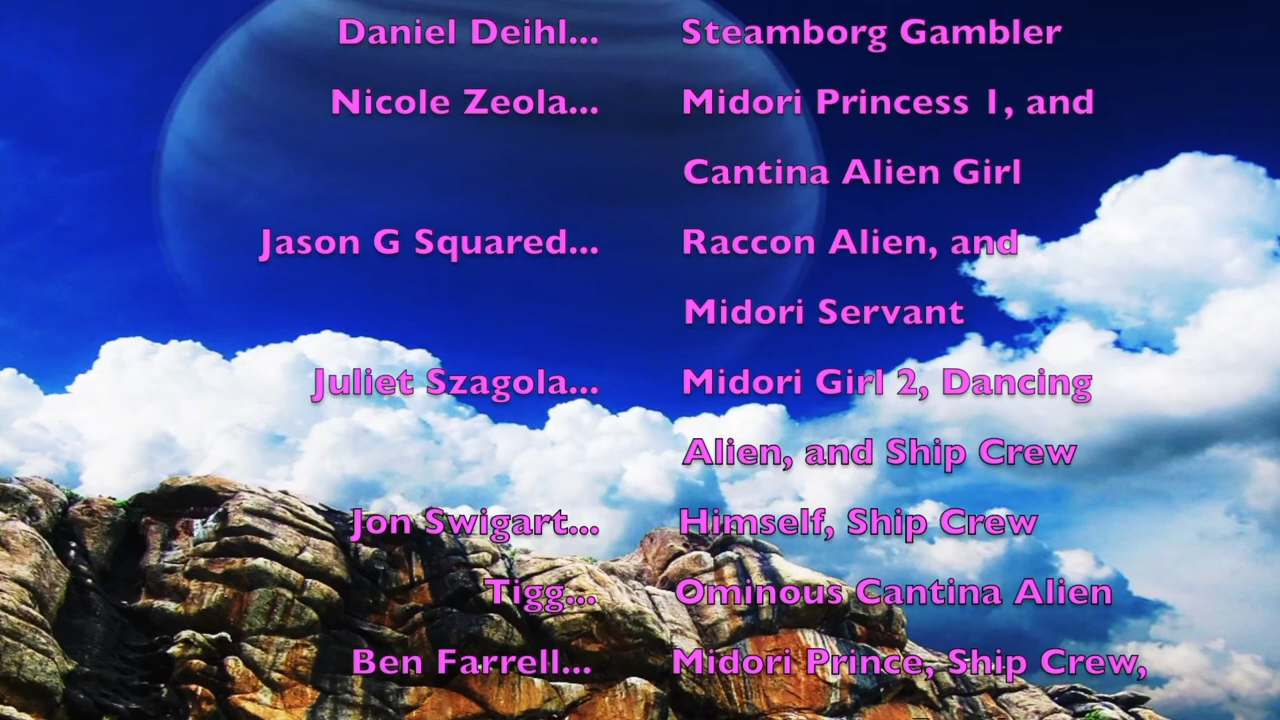 Daniel Deihl... Steamborg Gambler
Nicole Zeola... Midori Princess 1, and
Cantina Alien Girl
Jason G Squared... Raccon Alien, and
Midori Servant
Juliet Szagola... Midori Girl 2, Dancing
Alien, and Ship Crew
Jon Swigart... Himself, Ship Crew
Tigg... Ominous Cantina Alien
Ben Farrell... Midori Prince, Ship Crew,